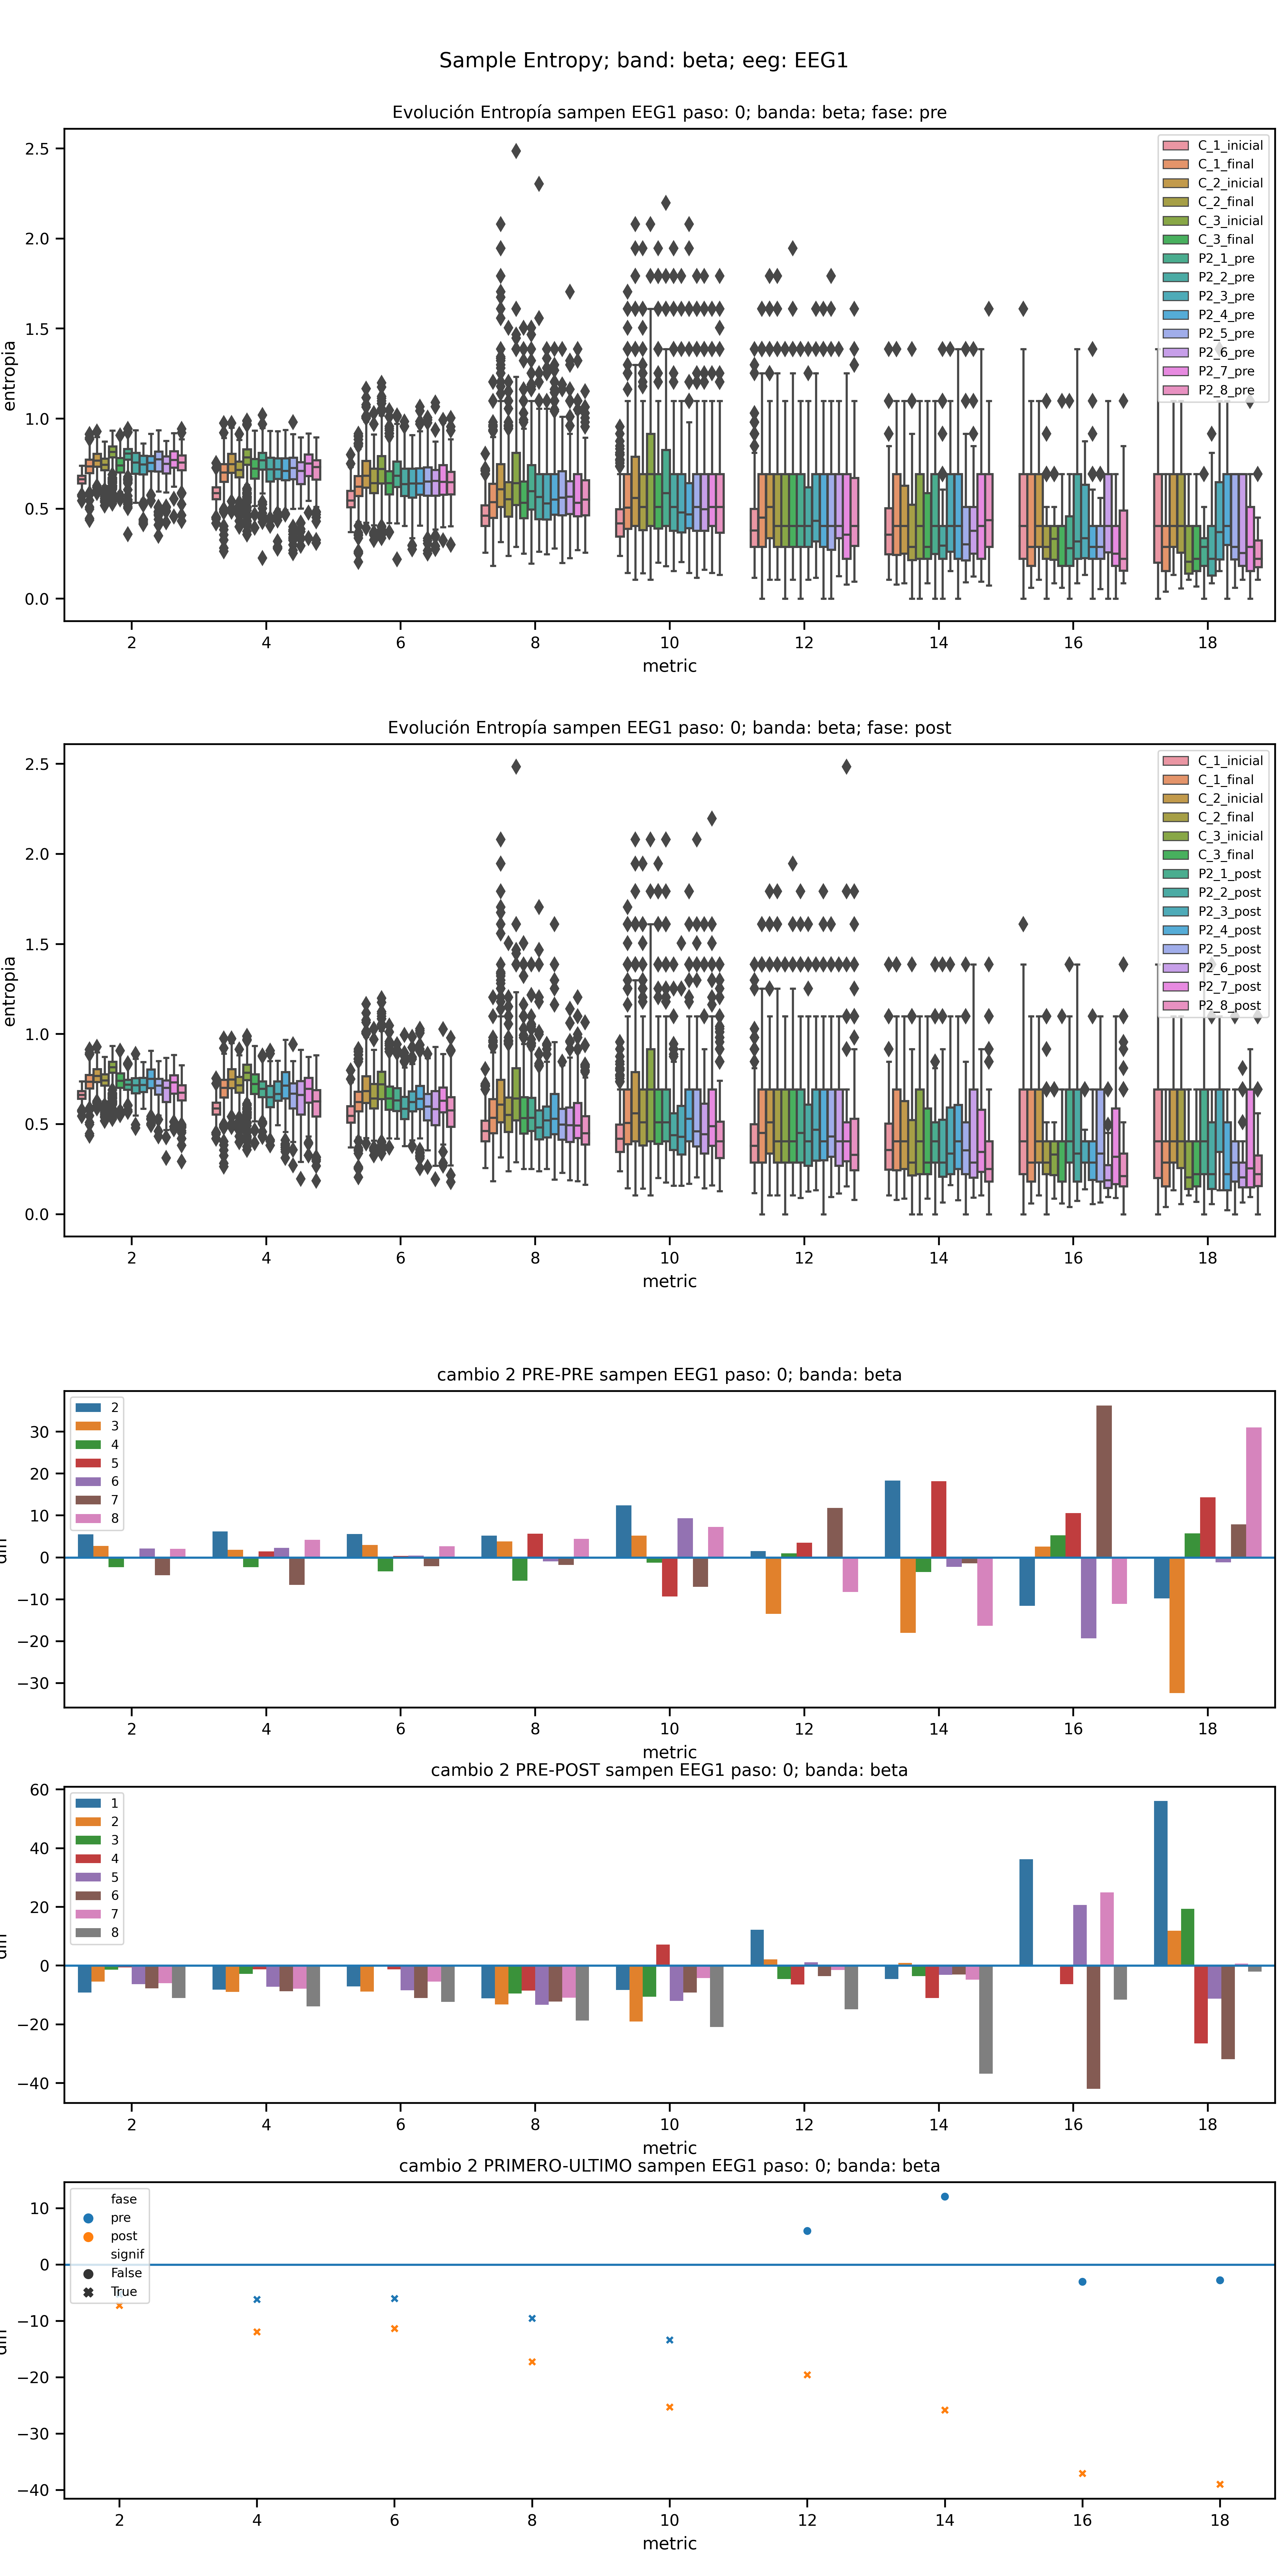 Sample Entropy; band: beta; eeg: EEG1
Evolución Entropía sampen EEG1 paso: 0; banda: beta; fase: pre
2.5
2.0
1.5
1.0
0.5
0.0
entropia
C_1_inicial
C_1_final
C_2_inicial
C_2_final
C_3_inicial
C_3_final
P2_1_pre
P2_2_pre
P2_3_pre
P2_4_pre
P2_5_pre
P2_6_pre
P2_7_pre
P2_8_pre
2 4 6 8 10 12 14 16 18
metric
Evolución Entropía sampen EEG1 paso: 0; banda: beta; fase: post
2.5
2.0
1.5
1.0
0.5
0.0
entropia
C_1_inicial
C_1_final
C_2_inicial
C_2_final
C_3_inicial
C_3_final
P2_1_post
P2_2_post
P2_3_post
P2_4_post
P2_5_post
P2_6_post
P2_7_post
P2_8_post
2 4 6 8 10 12 14 16 18
metric
cambio 2 PRE-PRE sampen EEG1 paso: 0; banda: beta
30
20
10
0
−10
−20
−30
2
3
4
5
6
7
8
2 4 6 8 10 12 14 16 18
metric
cambio 2 PRE-POST sampen EEG1 paso: 0; banda: beta
60
40
20
0
−20
−40
1
2
3
4
5
6
7
8
2 4 6 8 10 12 14 16 18
metric
cambio 2 PRIMERO-ULTIMO sampen EEG1 paso: 0; banda: beta
10
0
−10
−20
−30
−40
fase
pre
post
signif
False
True
2 4 6 8 10 12 14 16 18
metric